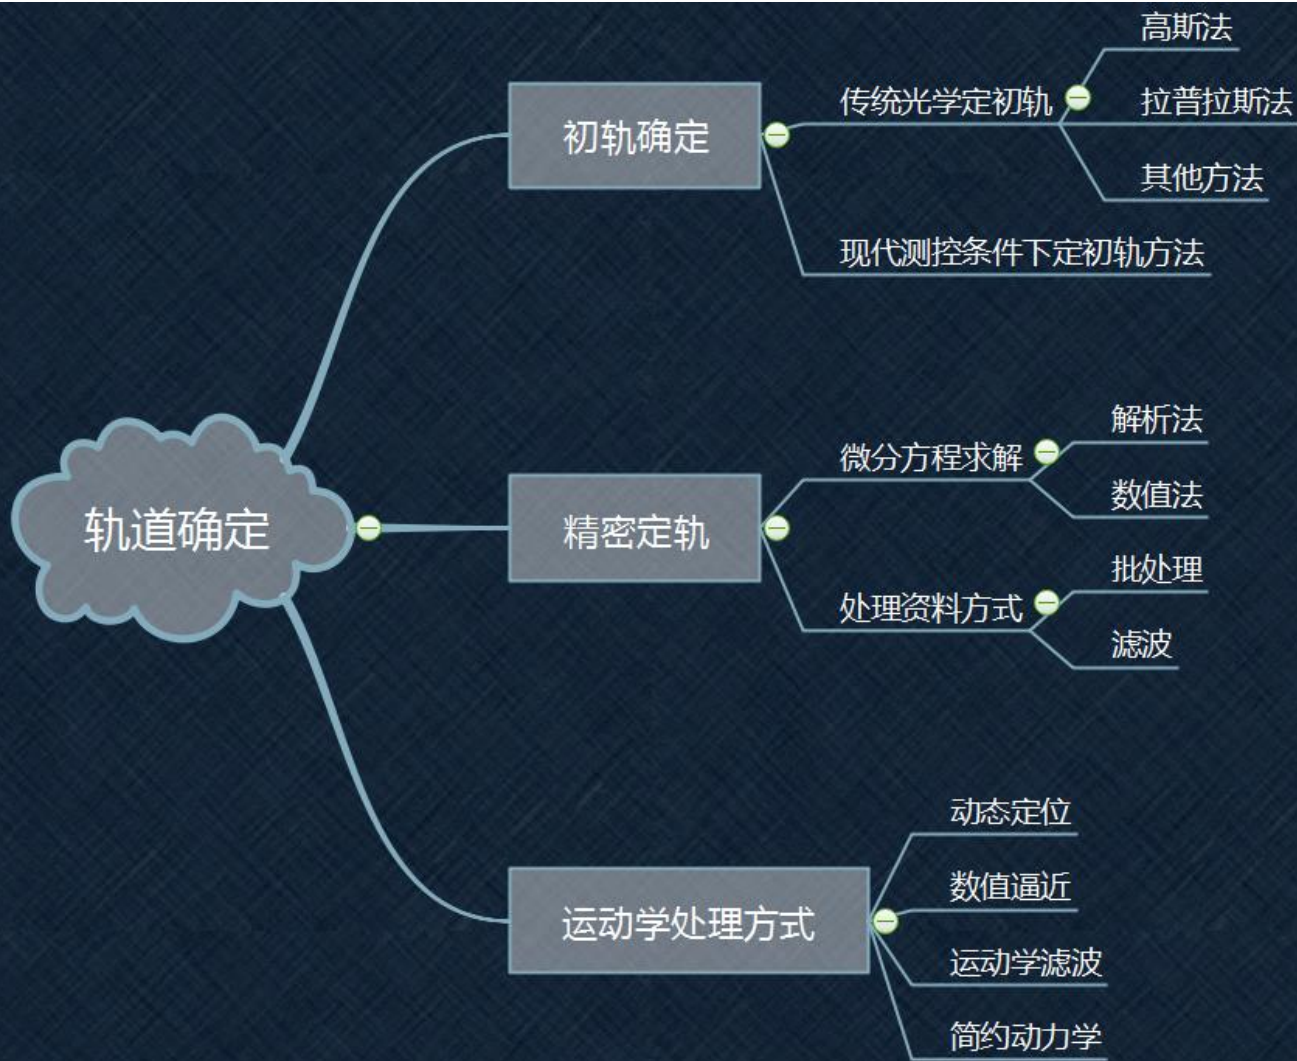 轨道确定
初轨确定
传统光学定初轨
高斯法
拉普拉斯法
其他方法
现代测控条件下定初轨方法
精密定轨
微分方程求解
解析法
数值法
处理资料方式
批处理
滤波
运动学处理方式
动态定位
数值逼近
运动学滤波
简约动力学